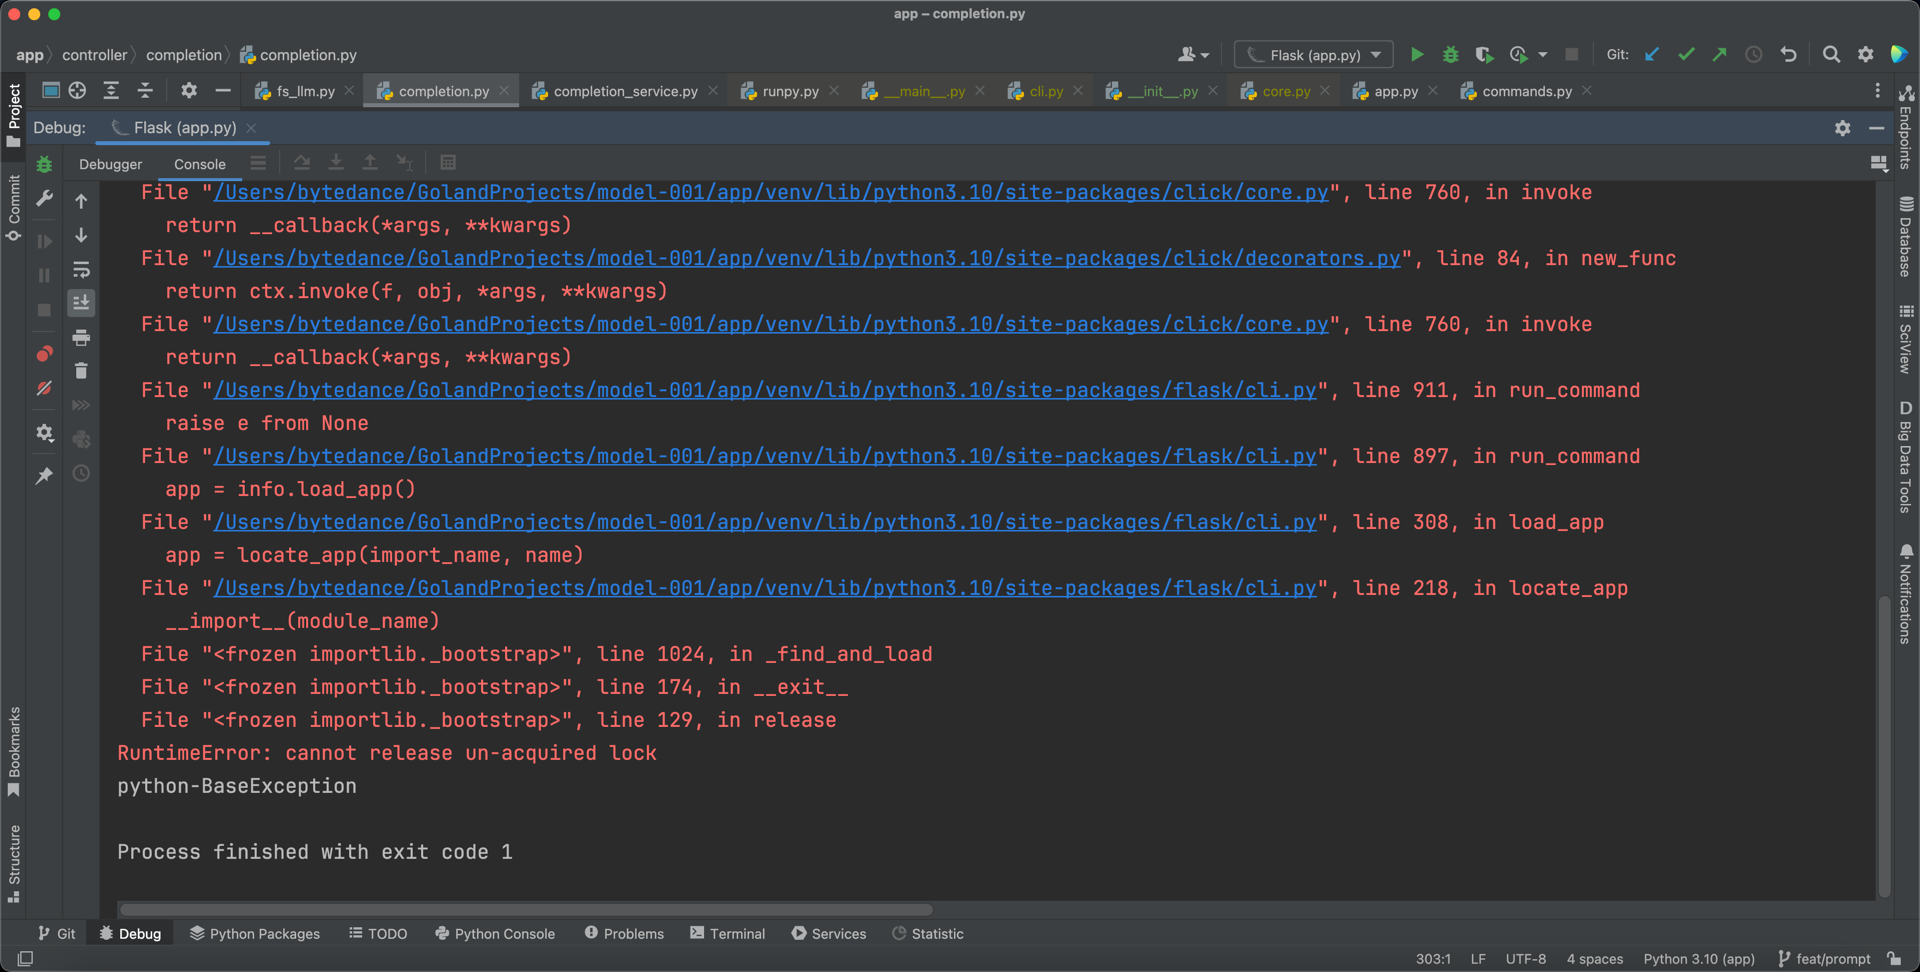 app – completion.py
app
controller
completion
completion.py
Flask (app.py)
Git:
Project
fs_llm.py
completion.py
completion_service.py
runpy.py
__main__.py
cli.py
__init__.py
core.py
app.py
commands.py
Debug:
Flask (app.py)
Debugger
Console
File "/Users/bytedance/GolandProjects/model-001/app/venv/lib/python3.10/site-packages/click/core.py", line 760, in invoke
return __callback(*args, **kwargs)
File "/Users/bytedance/GolandProjects/model-001/app/venv/lib/python3.10/site-packages/click/decorators.py", line 84, in new_func
return ctx.invoke(f, obj, *args, **kwargs)
File "/Users/bytedance/GolandProjects/model-001/app/venv/lib/python3.10/site-packages/click/core.py", line 760, in invoke
return __callback(*args, **kwargs)
File "/Users/bytedance/GolandProjects/model-001/app/venv/lib/python3.10/site-packages/flask/cli.py", line 911, in run_command
raise e from None
File "/Users/bytedance/GolandProjects/model-001/app/venv/lib/python3.10/site-packages/flask/cli.py", line 897, in run_command
app = info.load_app()
File "/Users/bytedance/GolandProjects/model-001/app/venv/lib/python3.10/site-packages/flask/cli.py", line 308, in load_app
app = locate_app(import_name, name)
File "/Users/bytedance/GolandProjects/model-001/app/venv/lib/python3.10/site-packages/flask/cli.py", line 218, in locate_app
__import__(module_name)
File "<frozen importlib._bootstrap>", line 1024, in _find_and_load
File "<frozen importlib._bootstrap>", line 174, in __exit__
File "<frozen importlib._bootstrap>", line 129, in release
RuntimeError: cannot release un-acquired lock
python-BaseException
Process finished with exit code 1
Commit
Bookmarks
Structure
Endpoints
Database
SciView
D Big Data Tools
Notifications
Git
Debug
Python Packages
TODO
Python Console
Problems
Terminal
Services
Statistic
303:1
LF
UTF-8
4 spaces
Python 3.10 (app)
feat/prompt